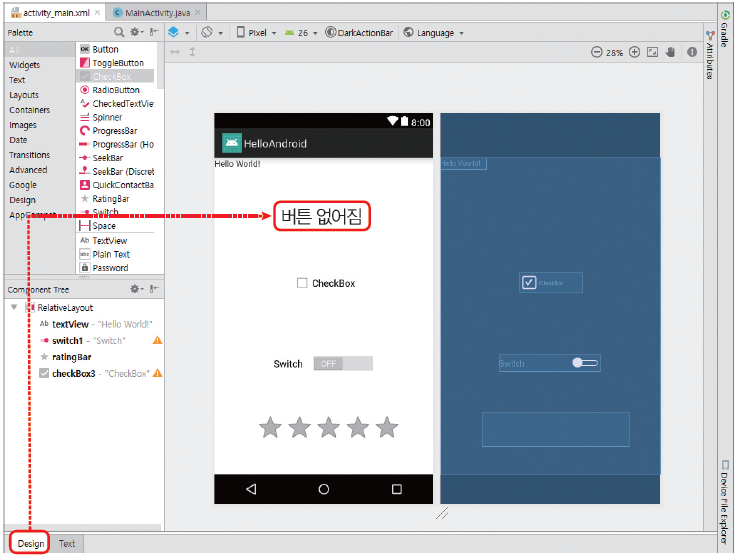 activity_main.xml
MainActivity.java
Palette
Pixel
26
DarkActionBar
Language
28%
All
Widgets
Text
Layouts
Containers
Images
Date
Transitions
Advanced
Google
Design
AppCompat
OK Button
ToggleButton
CheckBox
RadioButton
CheckedTextVie
Spinner
ProgressBar
ProgressBar (Ho
SeekBar
SeekBar (Discret
QuickContactBa
RatingBar
Switch
Space
Ab TextView
abc Plain Text
Password
8:00
HelloAndroid
Hello World!
버튼 없어짐
CheckBox
Switch OFF
Hello World!
CheckBox
Switch
Component Tree
RelativeLayout
Ab textView - "Hello World!"
switch1 - "Switch"
ratingBar
checkBox3 - "CheckBox"
Design
Text
Gradle
Attributes
Device File Explorer